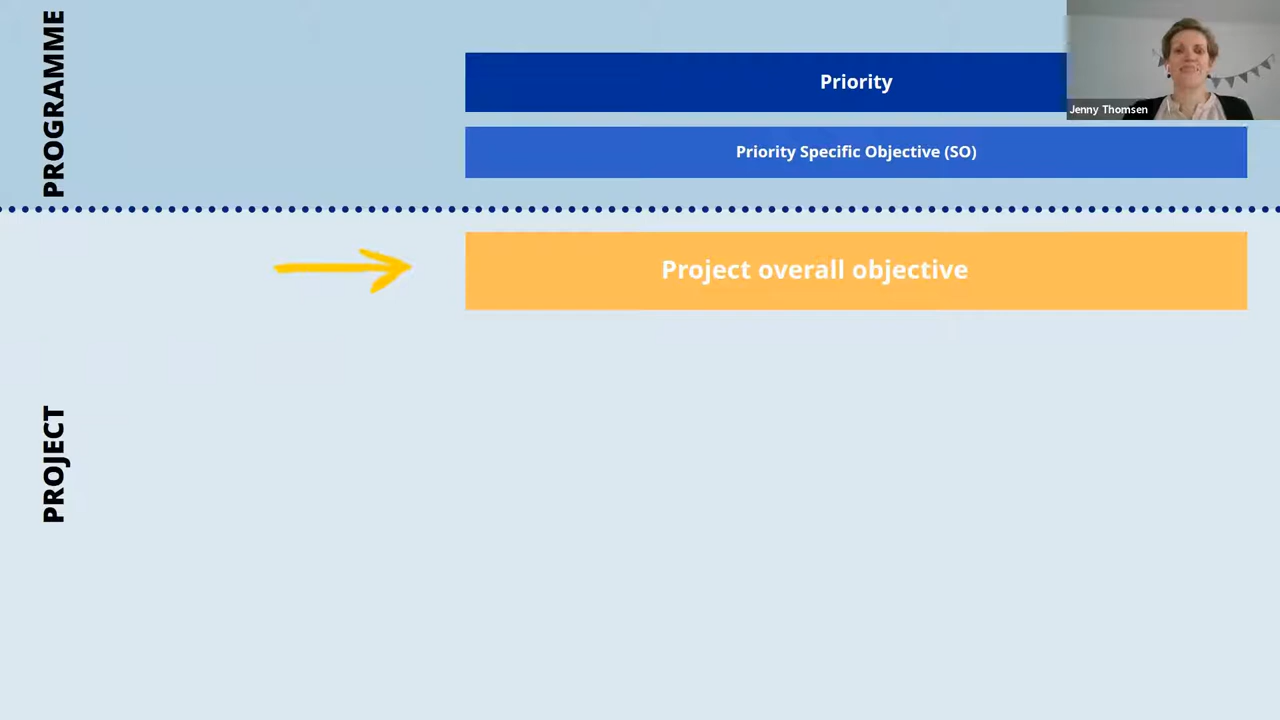 PROGRAMME
Priority
Jenny Thomsen
Priority Specific Objective (SO)
Project overall objective
PROJECT